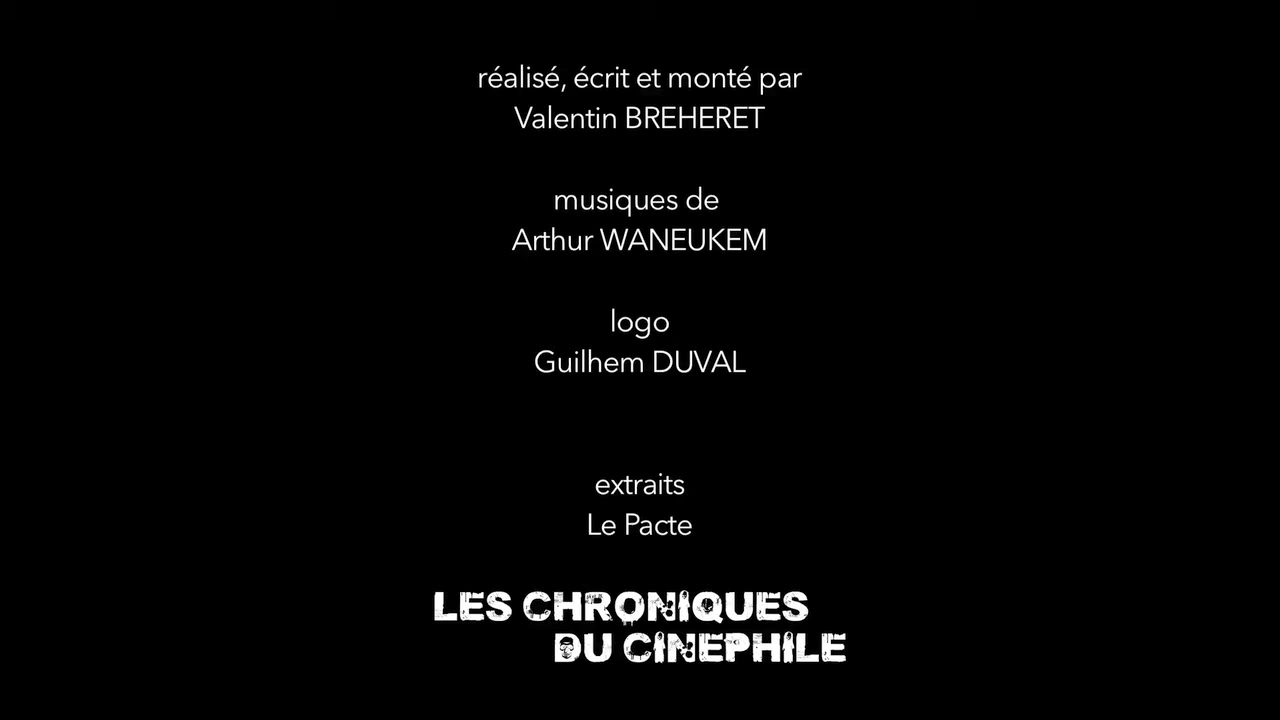 réalisé, écrit et monté par
Valentin BREHERET
musiques de
Arthur WANEUKEM
logo
Guilhem DUVAL
extraits
Le Pacte
LES CHRONIQUES
DU CINEPHILE